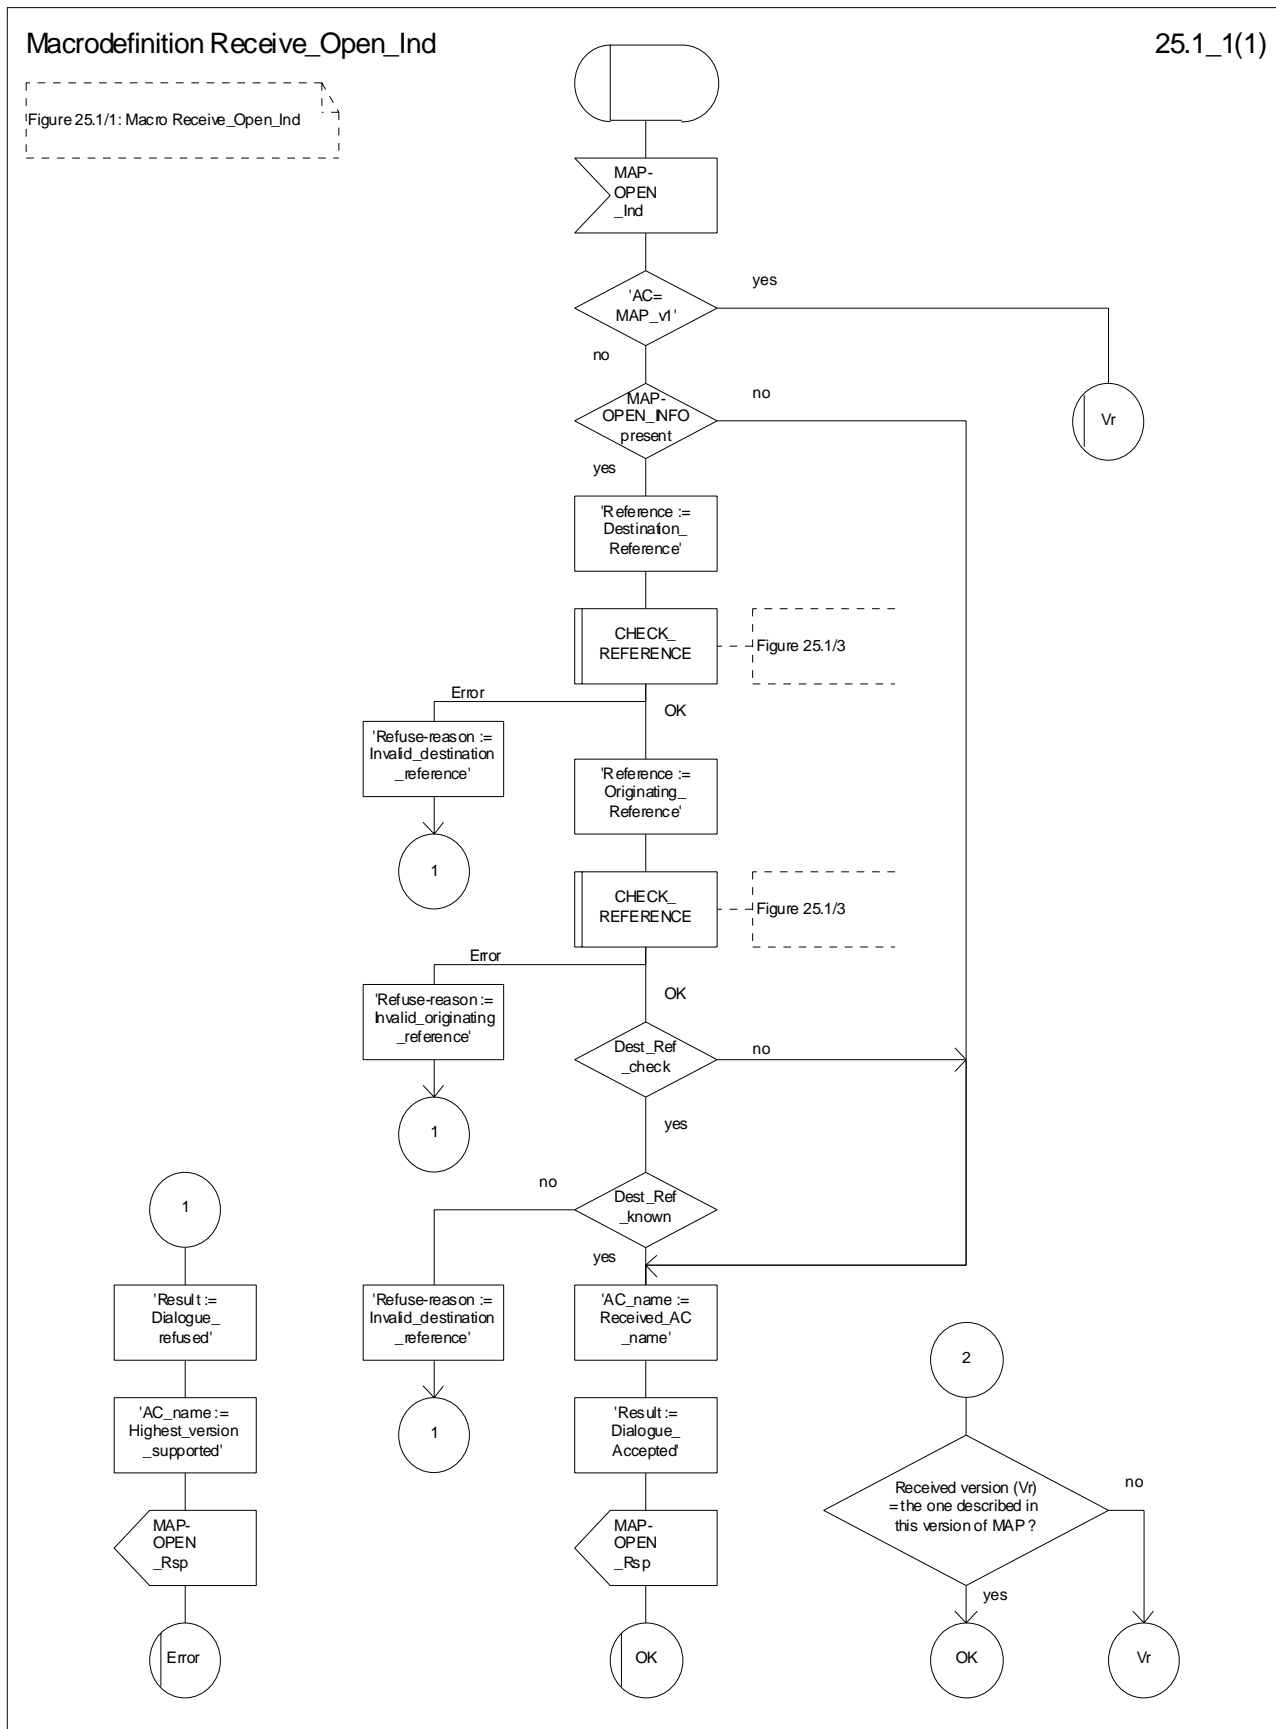 Macrodefinition Receive_Open_Ind
25.1_1(1)
Figure 25.1/1: Macro Receive_Open_Ind
MAP-
OPEN
_Ind
'AC=
MAP_v1'
yes
no
Vr
MAP-
OPEN_INFO
present
no
yes
'Reference :=
Destination_
Reference'
CHECK_
REFERENCE
Figure 25.1/3
Error
OK
'Refuse-reason :=
Invalid_destination
_reference'
1
'Reference :=
Originating_
Reference'
CHECK_
REFERENCE
Figure 25.1/3
Error
OK
'Refuse-reason :=
Invalid_originating
_reference'
1
Dest_Ref
_check
no
yes
Dest_Ref
_known
no
yes
'Refuse-reason :=
Invalid_destination
_reference'
1
'AC_name :=
Received_AC
_name'
'Result :=
Dialogue_
Accepted'
MAP-
OPEN
_Rsp
OK
1
'Result :=
Dialogue_
refused'
'AC_name :=
Highest_version
_supported'
MAP-
OPEN
_Rsp
Error
2
Received version (Vr)
= the one described in
this version of MAP ?
no
yes
OK
Vr